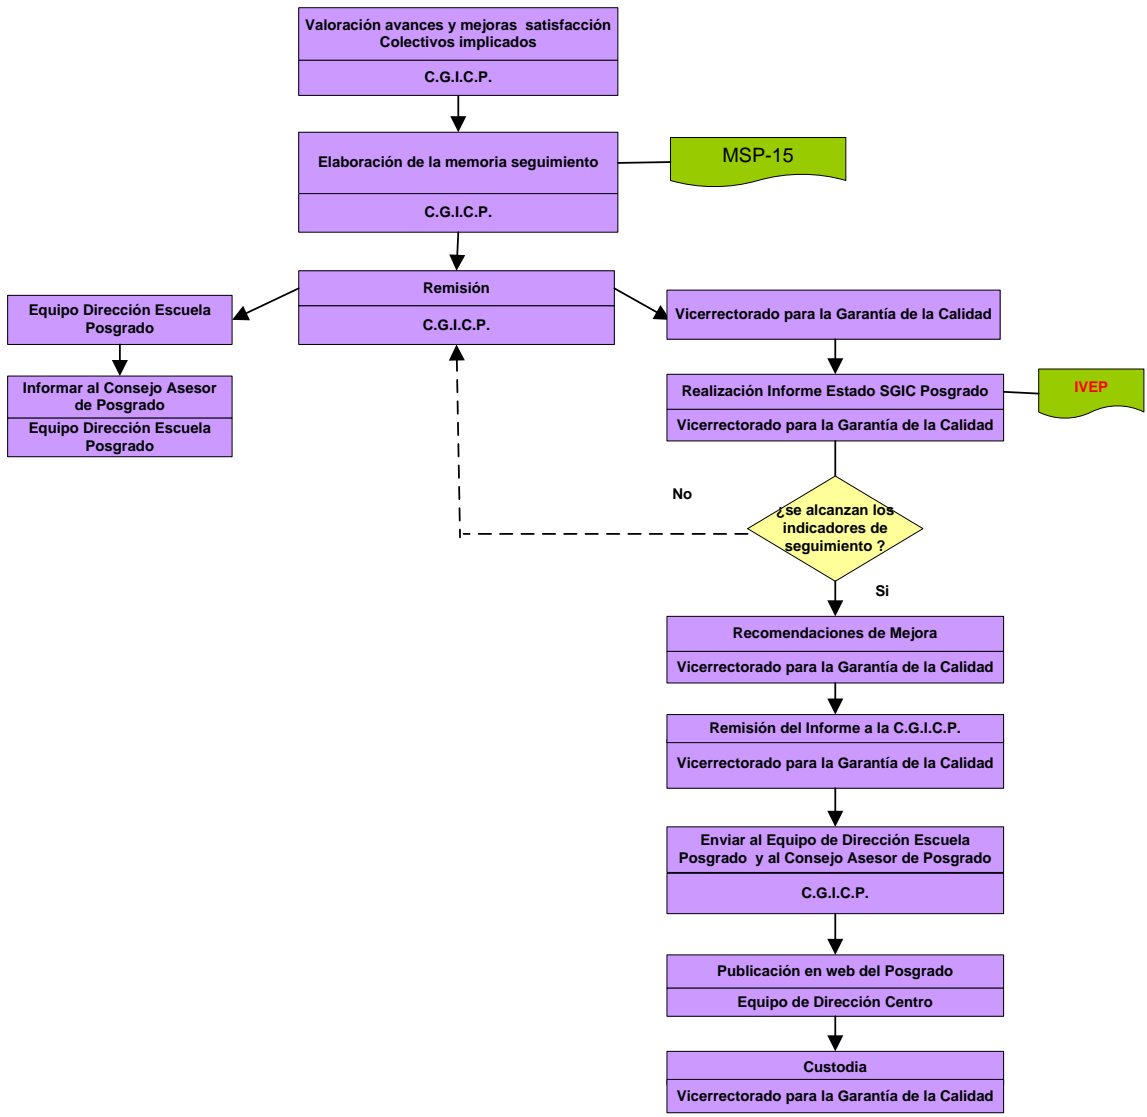 Valoración avances y mejoras satisfacción
Colectivos implicados
C.G.I.C.P.
Elaboración de la memoria seguimiento
C.G.I.C.P.
MSP-15
Remisión
C.G.I.C.P.
Equipo Dirección Escuela
Posgrado
Informar al Consejo Asesor
de Posgrado
Equipo Dirección Escuela
Posgrado
Vicerrectorado para la Garantía de la Calidad
Realización Informe Estado SGIC Posgrado
Vicerrectorado para la Garantía de la Calidad
IVEP
No
¿se alcanzan los
indicadores de
seguimiento ?
Si
Recomendaciones de Mejora
Vicerrectorado para la Garantía de la Calidad
Remisión del Informe a la C.G.I.C.P.
Vicerrectorado para la Garantía de la Calidad
Enviar al Equipo de Dirección Escuela
Posgrado y al Consejo Asesor de Posgrado
C.G.I.C.P.
Publicación en web del Posgrado
Equipo de Dirección Centro
Custodia
Vicerrectorado para la Garantía de la Calidad